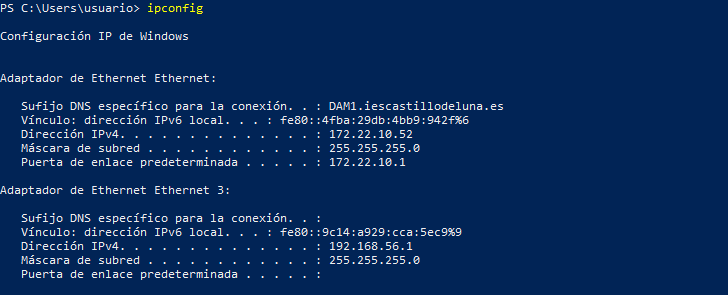 PS C:\Users\usuario> ipconfig
Configuración IP de Windows
Adaptador de Ethernet Ethernet:
Sufijo DNS específico para la conexión. . : DAM1.iescastillodeluna.es
Vínculo: dirección IPv6 local. . . : fe80::4fba:29db:4bb9:942f%6
Dirección IPv4. . . . . . . . . . . . . . : 172.22.10.52
Máscara de subred . . . . . . . . . . . . : 255.255.255.0
Puerta de enlace predeterminada . . . . . : 172.22.10.1
Adaptador de Ethernet Ethernet 3:
Sufijo DNS específico para la conexión. . :
Vínculo: dirección IPv6 local. . . : fe80::9c14:a929:cca:5ec9%9
Dirección IPv4. . . . . . . . . . . . . . : 192.168.56.1
Máscara de subred . . . . . . . . . . . . : 255.255.255.0
Puerta de enlace predeterminada . . . . . :